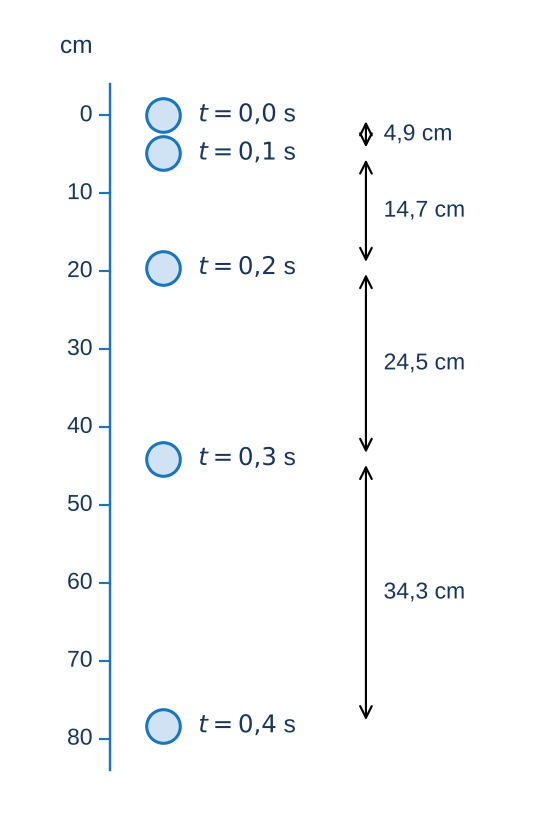 cm
0
t = 0,0 s
4,9 cm
t = 0,1 s
10
14,7 cm
20
t = 0,2 s
30
24,5 cm
40
t = 0,3 s
50
60
34,3 cm
70
t = 0,4 s
80